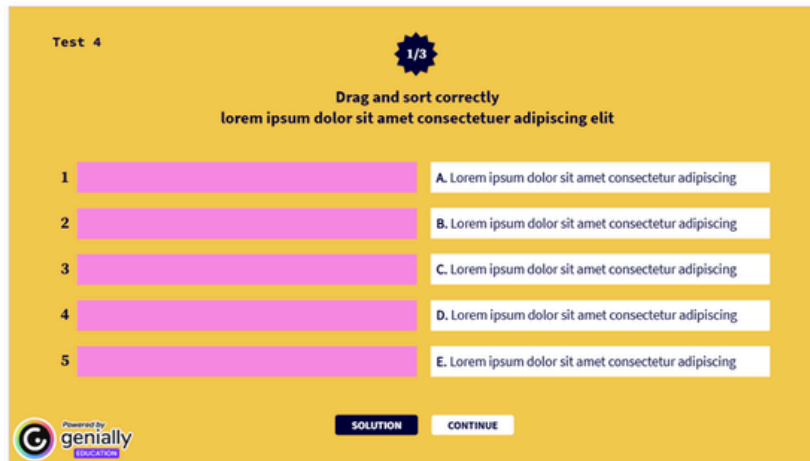 Test 4
1/3
Drag and sort correctly
lorem ipsum dolor sit amet consectetuer adipiscing elit
1
A. Lorem ipsum dolor sit amet consectetur adipiscing
2
B. Lorem ipsum dolor sit amet consectetur adipiscing
3
C. Lorem ipsum dolor sit amet consectetur adipiscing
4
D. Lorem ipsum dolor sit amet consectetur adipiscing
5
E. Lorem ipsum dolor sit amet consectetur adipiscing
SOLUTION
CONTINUE
Powered by
genially
EDUCATION